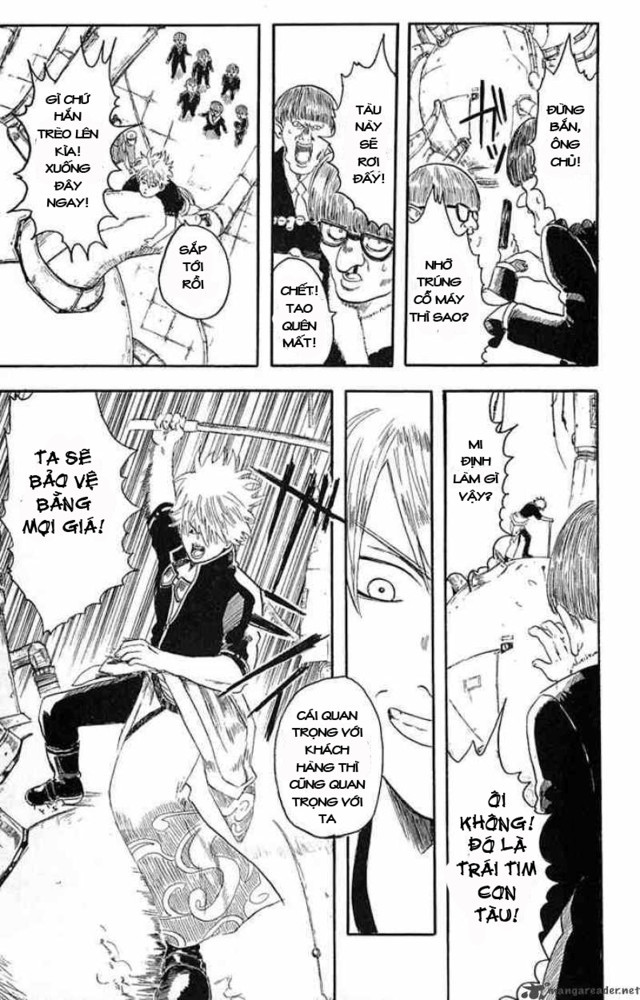 ĐỪNG
BẮN,
ÔNG
CHỦ!
NHỠ
TRÚNG
CỖ MÁY
THÌ SAO?
TÀU
NÀY
SẼ
RƠI
ĐẤY!
CHẾT!
TAO
QUÊN
MẤT!
GÌ CHỨ
HẮN
TRÈO LÊN
KÌA!
XUỐNG
ĐÂY
NGAY!
SẮP
TỚI
RỒI
MI
ĐỊNH
LÀM GÌ
VẬY?
ÔI
KHÔNG!
ĐÓ LÀ
TRÁI TIM
CON
TÀU!
CÁI QUAN
TRỌNG VỚI
KHÁCH
HÀNG THÌ
CŨNG QUAN
TRỌNG VỚI
TA
TA SẼ
BẢO VỆ
BẰNG
MỌI GIÁ!
mangareader.net